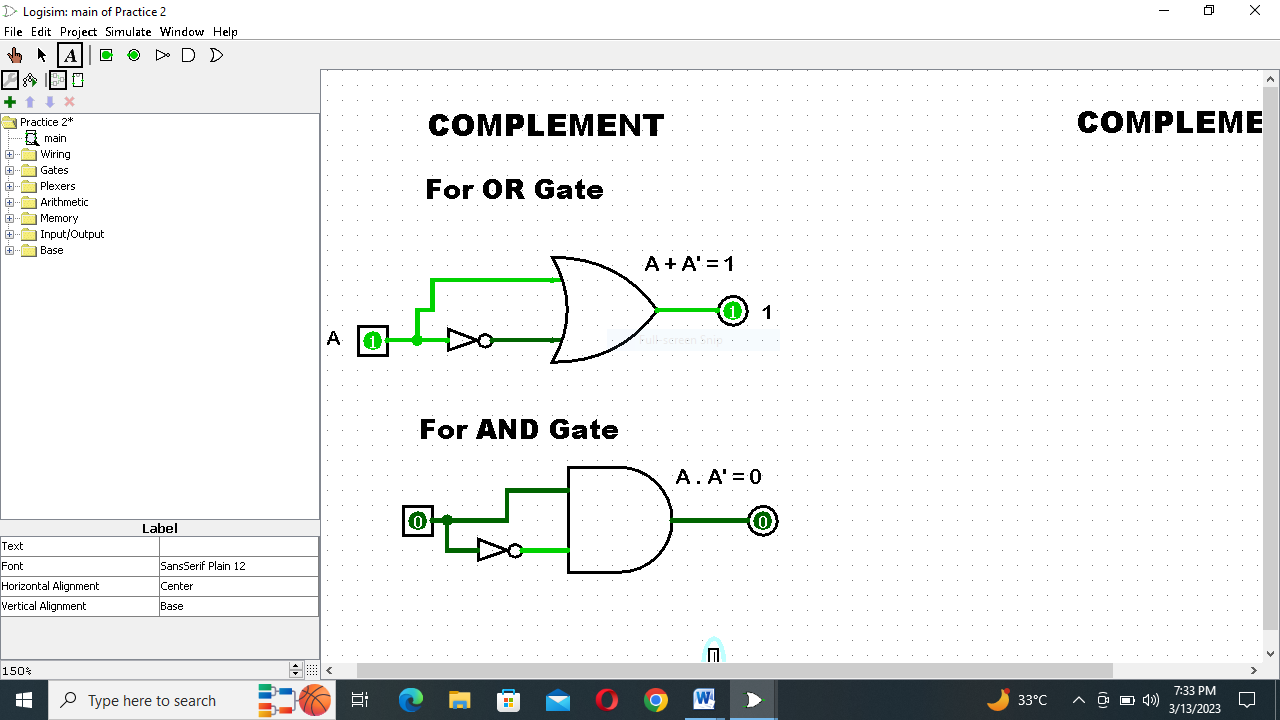 Logisim: main of Practice 2
File Edit Project Simulate Window Help
A
Practice 2*
main
Wiring
Gates
Plexers
Arithmetic
Memory
Input/Output
Base
Label
Text
Font SansSerif Plain 12
Horizontal Alignment Center
Vertical Alignment Base
150%
COMPLEMENT
COMPLEME
For OR Gate
A + A' = 1
A 1 1 1
Full-screen Snip
For AND Gate
A . A' = 0
0 0
Type here to search
W
33°C
7:33 PM
3/13/2023